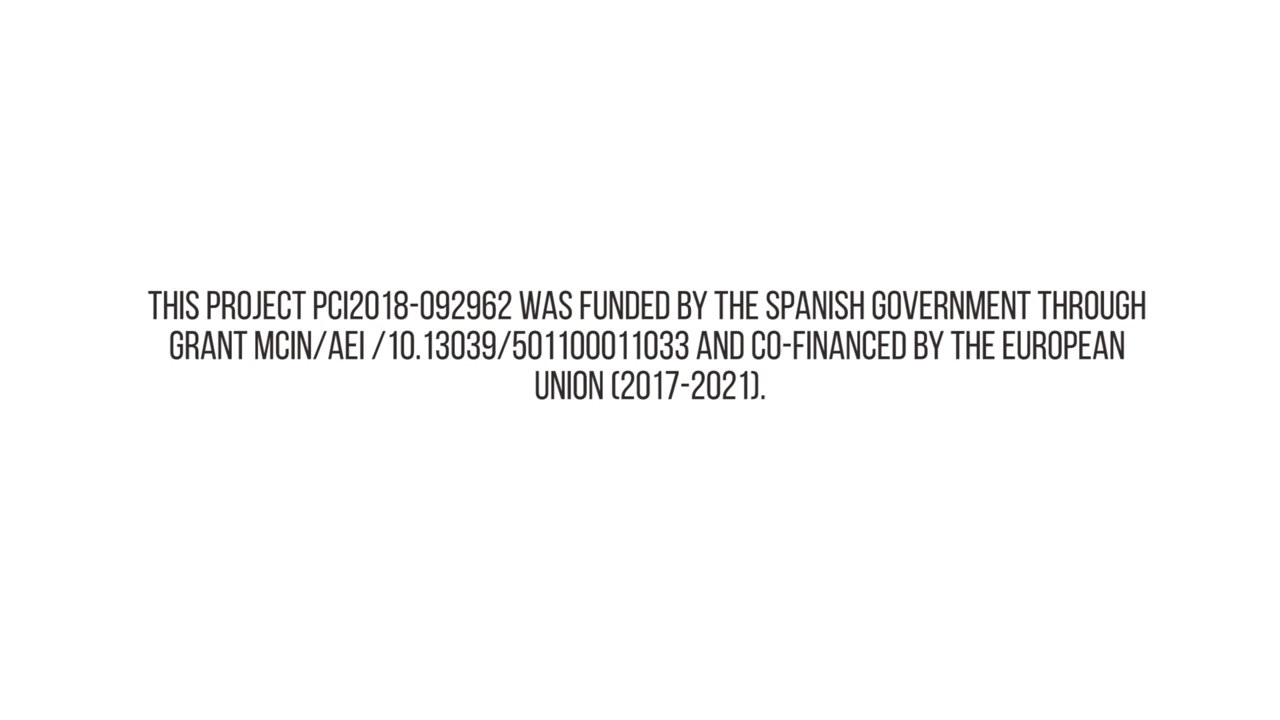 THIS PROJECT PCI2018-092962 WAS FUNDED BY THE SPANISH GOVERNMENT THROUGH
GRANT MCIN/AEI /10.13039/501100011033 AND CO-FINANCED BY THE EUROPEAN
UNION (2017-2021).